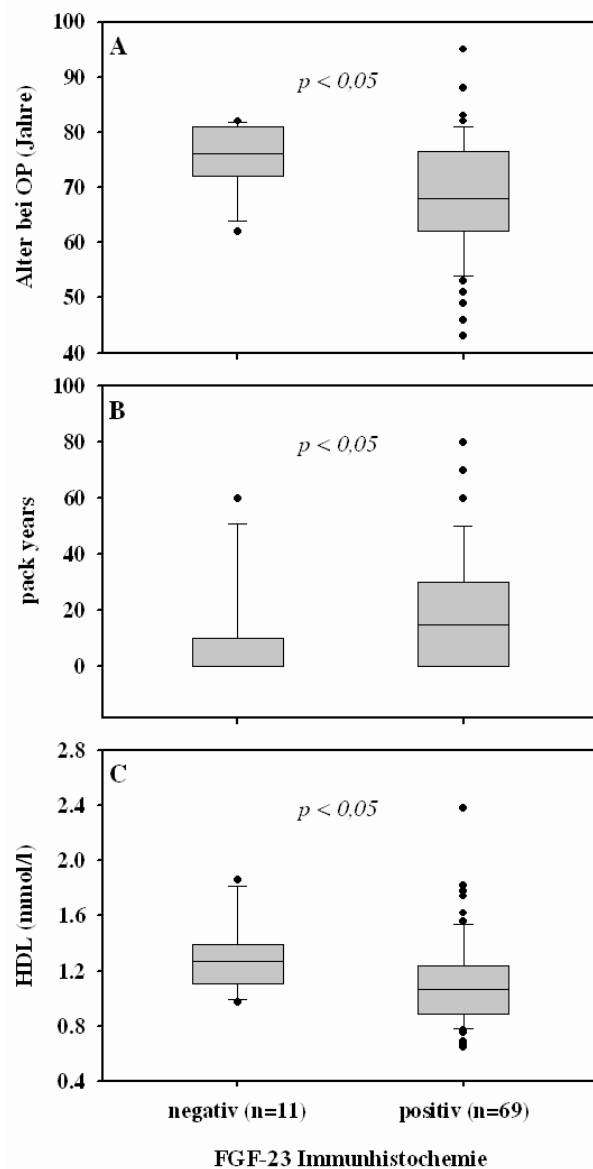 A
p < 0,05
Alter bei OP (Jahre)
100
90
80
70
60
50
40
B
p < 0,05
pack years
100
80
60
40
20
0
C
p < 0,05
HDL (mmol/l)
2.8
2.4
2.0
1.6
1.2
0.8
0.4
negativ (n=11)
positiv (n=69)
FGF-23 Immunhistochemie